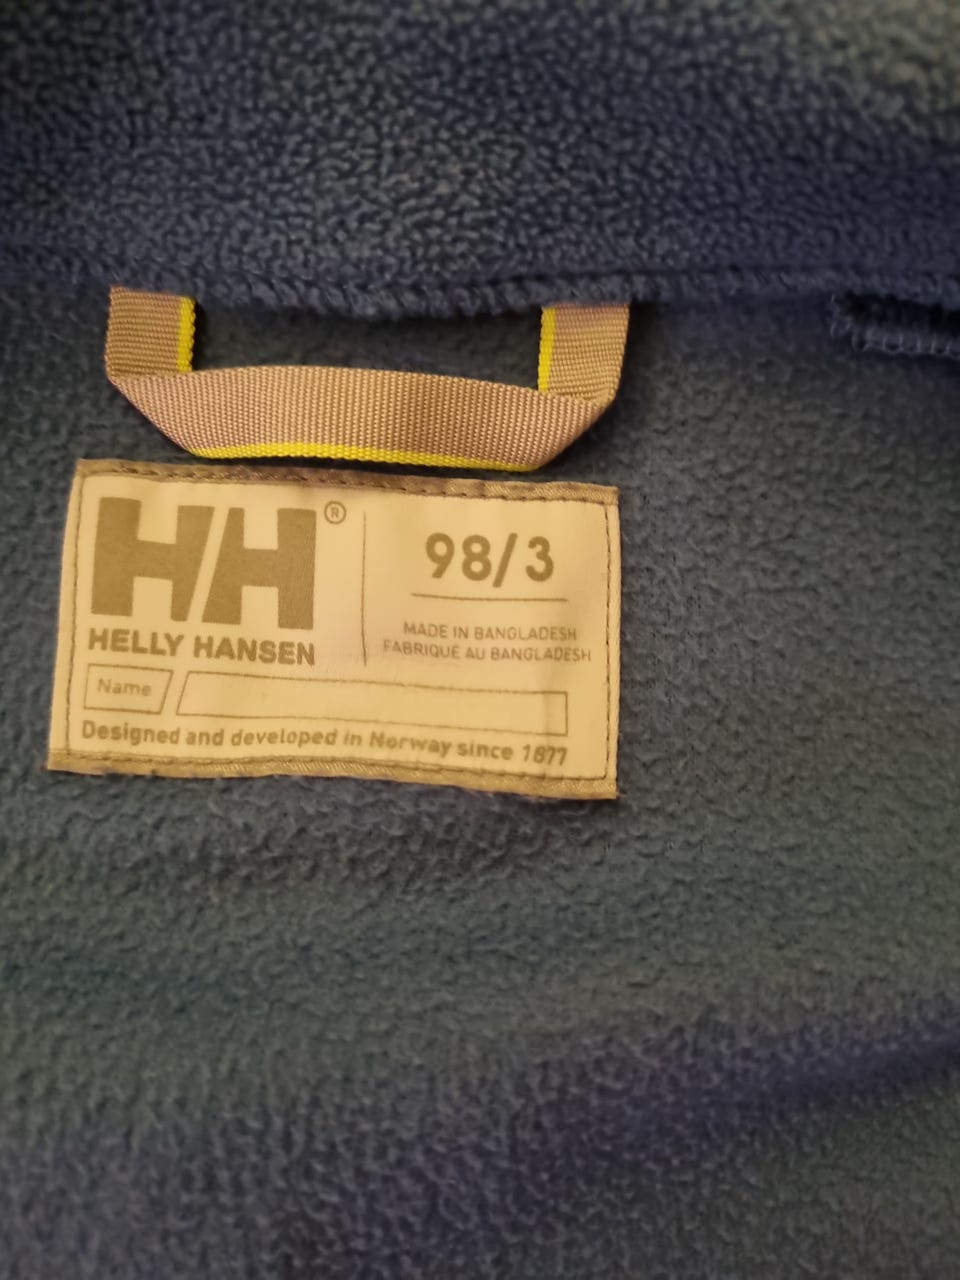 HH®
HELLY HANSEN
98/3
MADE IN BANGLADESH
FABRIQUE AU BANGLADESH
Name
Designed and developed in Norway since 1877